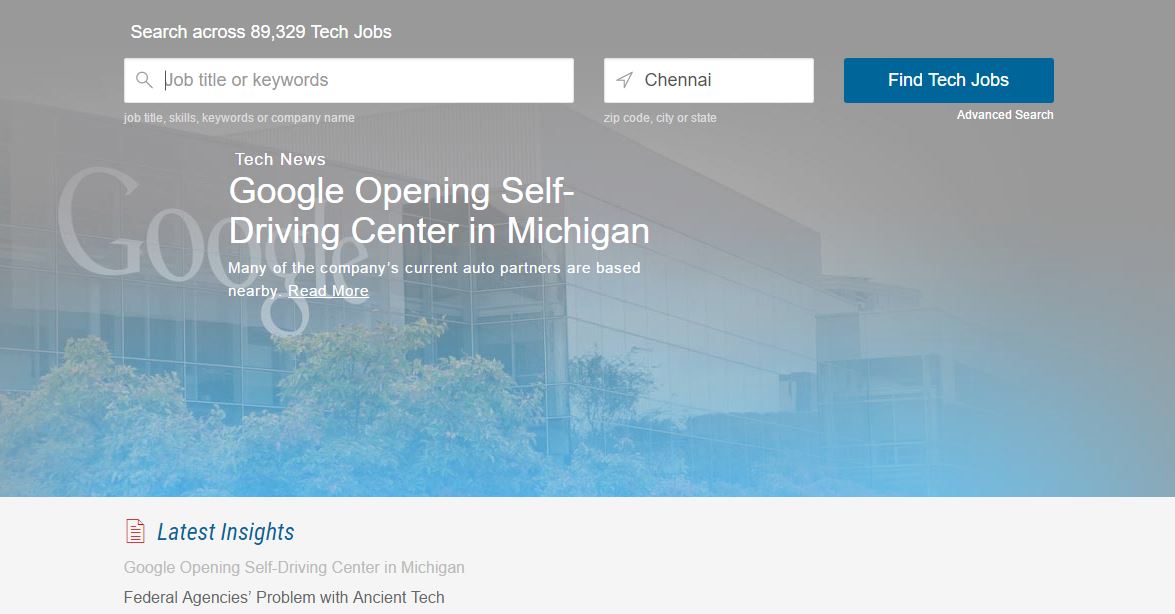 Search across 89,329 Tech Jobs
Job title or keywords
Chennai
Find Tech Jobs
job title, skills, keywords or company name
zip code, city or state
Advanced Search
Tech News
Google Opening Self-
Driving Center in Michigan
Many of the company's current auto partners are based
nearby. Read More
Google
Latest Insights
Google Opening Self-Driving Center in Michigan
Federal Agencies’ Problem with Ancient Tech